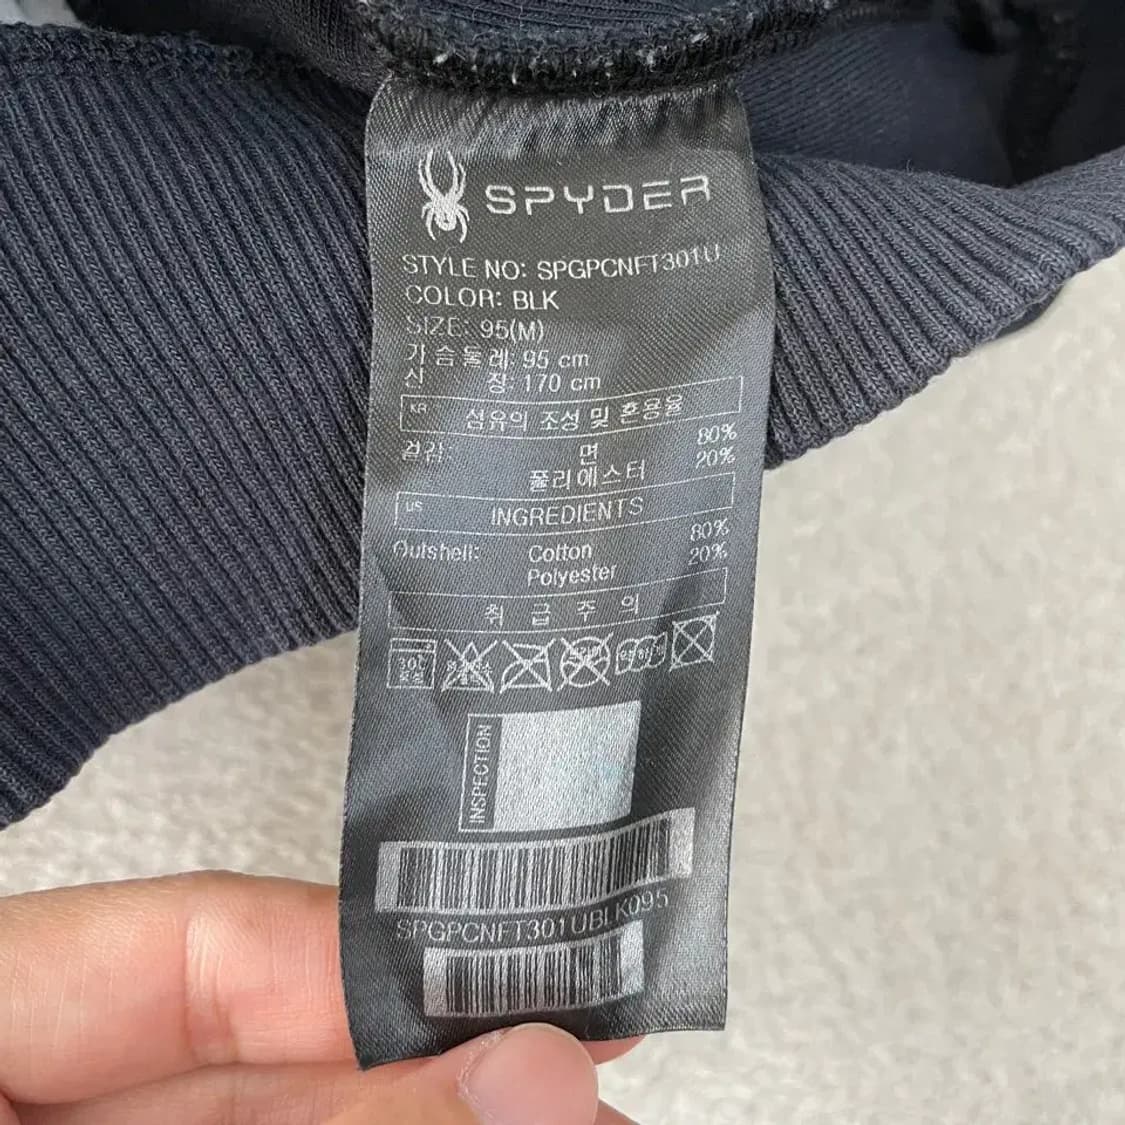 SPYDER
STYLE NO: SPGPCNFT301U
COLOR: BLK
SIZE: 95(M)
가슴둘레: 95 cm
신 장: 170 cm
KR 섬유의 조성 및 혼용율
겉감: 면 80%
폴리에스터 20%
US INGREDIENTS
Outshell: Cotton 80%
Polyester 20%
취 급 주 의
INSPECTION
SPGPCNFT301UBLK095